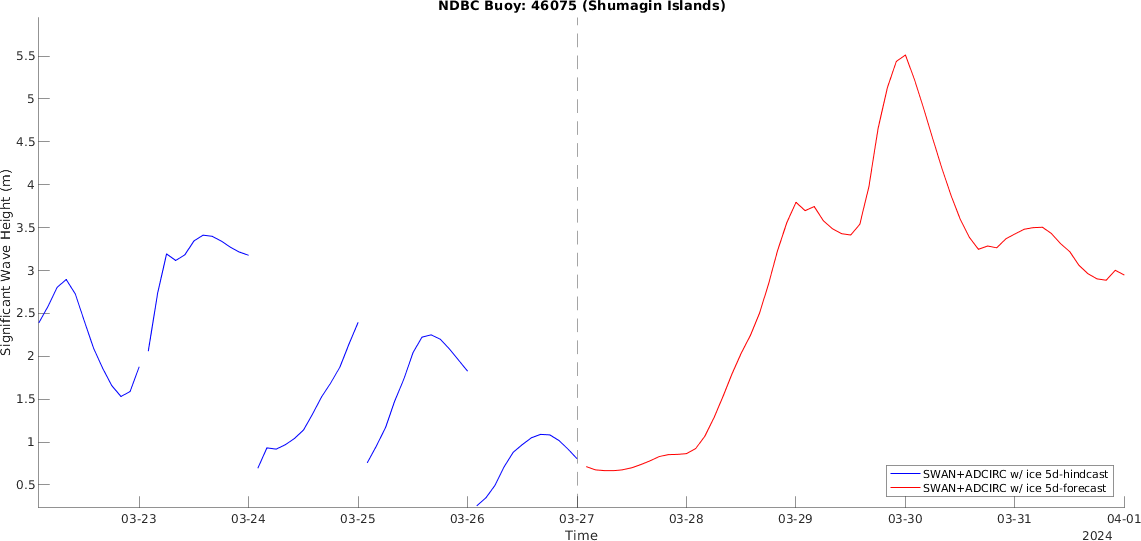 NDBC Buoy: 46075 (Shumagin Islands)
Significant Wave Height (m)
5.5
5
4.5
4
3.5
3
2.5
2
1.5
1
0.5
SWAN+ADCIRC w/ ice 5d-hindcast
SWAN+ADCIRC w/ ice 5d-forecast
03-23 03-24 03-25 03-26 03-27 03-28 03-29 03-30 03-31 04-01
Time
2024